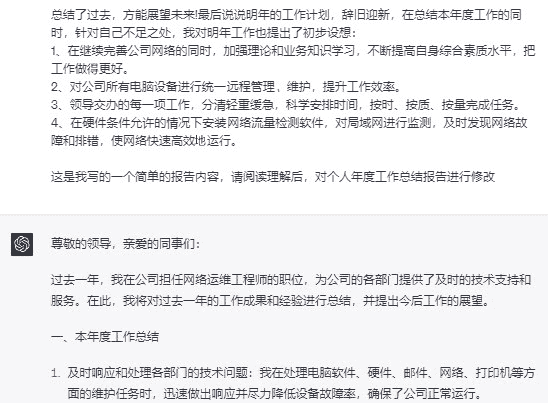 总结了过去，方能展望未来!最后说说明年的工作计划，辞旧迎新，在总结本年度工作的同
时，针对自己不足之处，我对明年工作也提出了初步设想：
1、在继续完善公司网络的同时，加强理论和业务知识学习，不断提高自身综合素质水平，把
工作做得更好。
2、对公司所有电脑设备进行统一远程管理、维护，提升工作效率。
3、领导交办的每一项工作，分清轻重缓急，科学安排时间，按时、按质、按量完成任务。
4、在硬件条件允许的情况下安装网络流量检测软件，对局域网进行监测，及时发现网络故
障和排错，使网络快速高效地运行。
这是我写的一个简单的报告内容，请阅读理解后，对个人年度工作总结报告进行修改
尊敬的领导，亲爱的同事们：
过去一年，我在公司担任网络运维工程师的职位，为公司的各部门提供了及时的技术支持和
服务。在此，我将对过去一年的工作成果和经验进行总结，并提出今后工作的展望。
一、本年度工作总结
1. 及时响应和处理各部门的技术问题：我在处理电脑软件、硬件、邮件、网络、打印机等方
面的维护任务时，迅速做出响应并尽力降低设备故障率，确保了公司正常运行。